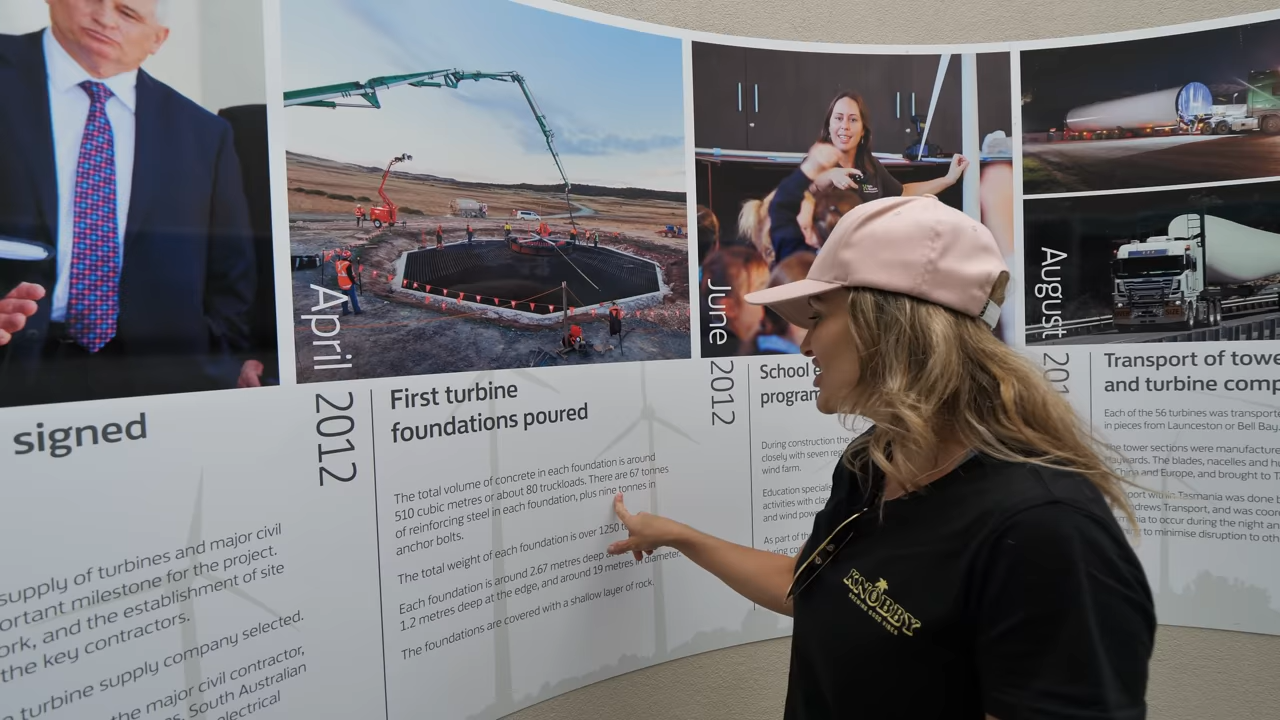 signed
supply of turbines and major civil
ortant milestone for the project.
ork, and the establishment of site
the key contractors.
turbine supply company selected.
the major civil contractor,
s, South Australian
electrical
April 2012
First turbine
foundations poured
The total volume of concrete in each foundation is around
510 cubic metres or about 80 truckloads. There are 67 tonnes
of reinforcing steel in each foundation, plus nine tonnes in
anchor bolts.
The total weight of each foundation is over 1250
Each foundation is around 2.67 metres deep
1.2 metres deep at the edge, and around 19 metres in diameter.
The foundations are covered with a shallow layer of rock.
June 2012
School
program
During construction the
closely with seven
wind farm.
Education
activities with
and wind
As part of the
August 201
Transport of towe
and turbine comp
Each of the 56 turbines was transport
in pieces from Launceston or Bell Bay.
tower sections were manufacture
The blades, nacelles and h
China and Europe, and brought to T
port within Tasmania was done b
drews Transport, and was coor
to occur during the night and
to minimise disruption to oth
KNOBBY